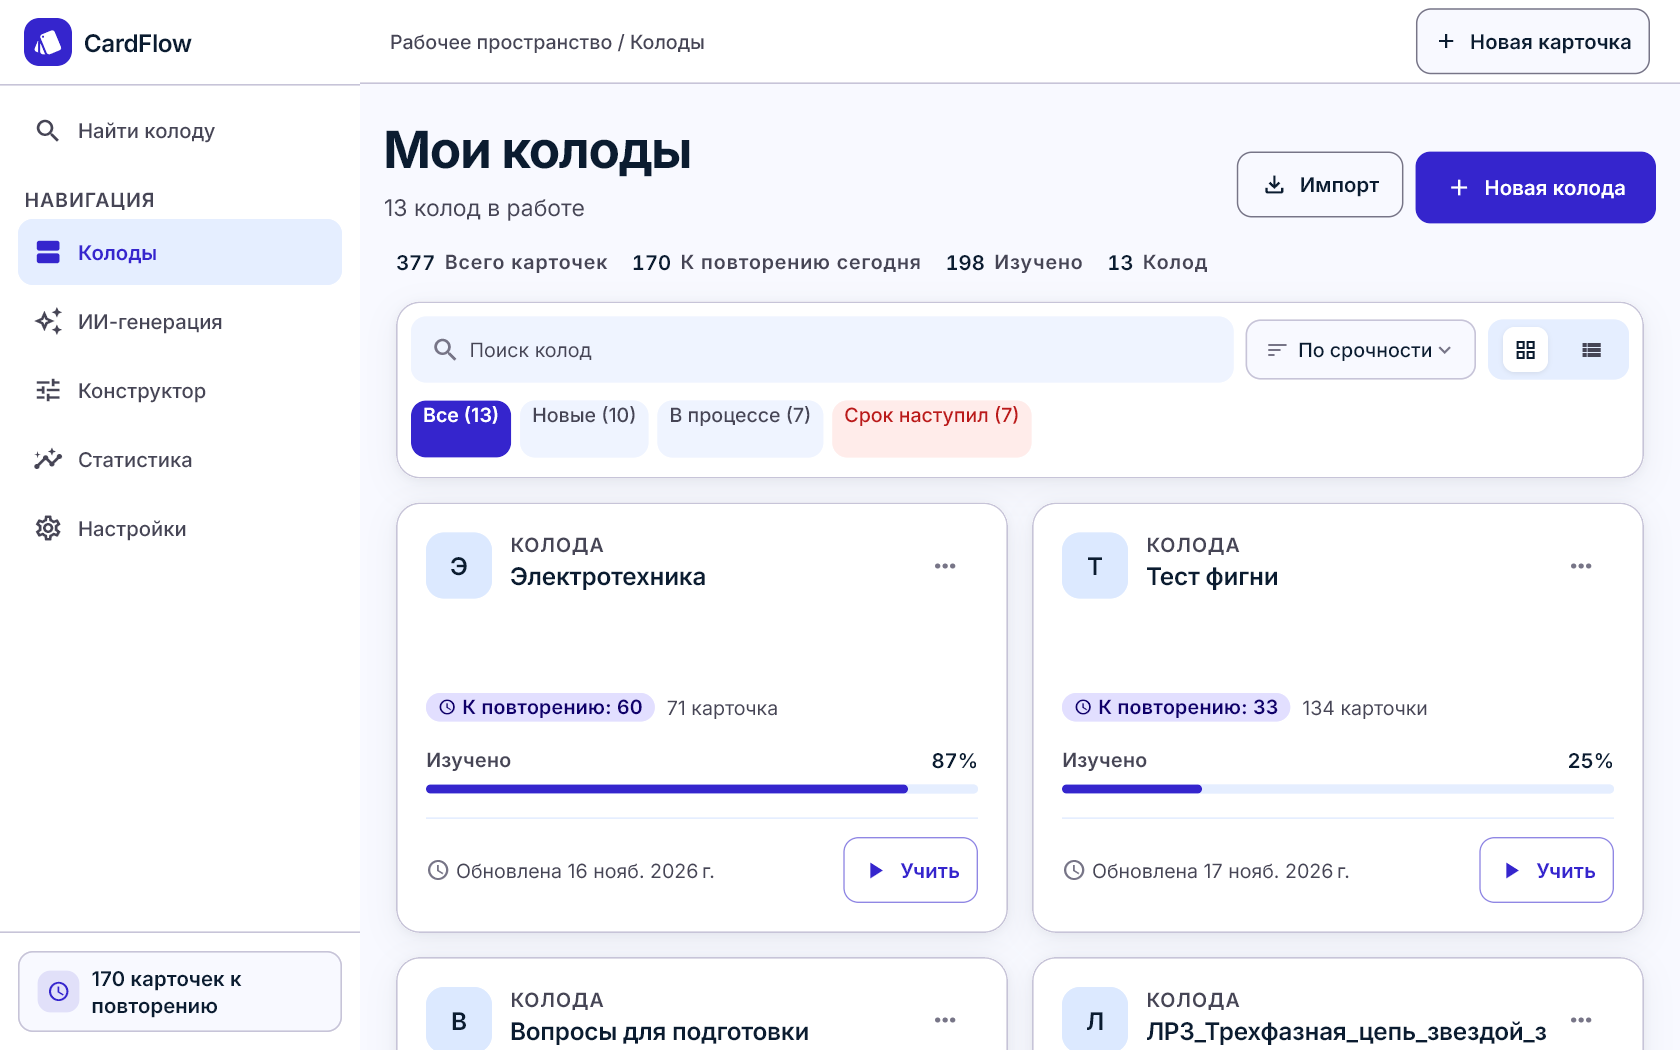 CardFlow
Рабочее пространство / Колоды
Новая карточка
Найти колоду
НАВИГАЦИЯ
Колоды
ИИ-генерация
Конструктор
Статистика
Настройки
170 карточек к
повторению
Мои колоды
13 колод в работе
Импорт
Новая колода
377 Всего карточек 170 К повторению сегодня 198 Изучено 13 Колод
Поиск колод
По срочности
Все (13) Новые (10) В процессе (7) Срок наступил (7)
Э
КОЛОДА
Электротехника
К повторению: 60 71 карточка
Изучено 87%
Обновлена 16 нояб. 2026 г.
Учить
Т
КОЛОДА
Тест фигни
К повторению: 33 134 карточки
Изучено 25%
Обновлена 17 нояб. 2026 г.
Учить
В
КОЛОДА
Вопросы для подготовки
Л
КОЛОДА
ЛР3_Трехфазная_цепь_звездой_з